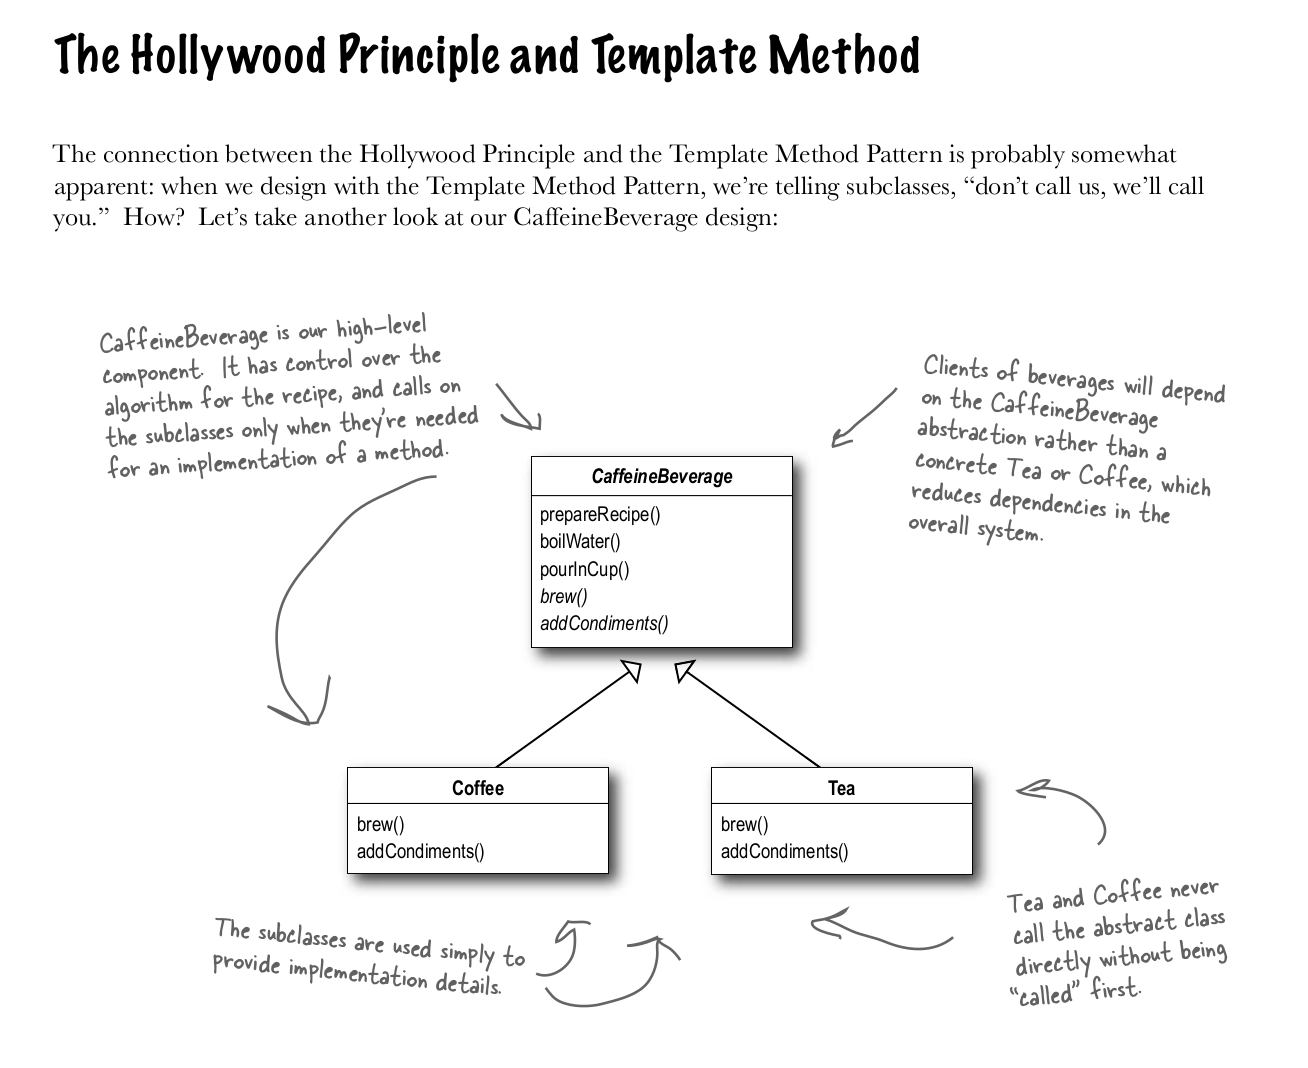 The Hollywood Principle and Template Method
The connection between the Hollywood Principle and the Template Method Pattern is probably somewhat
apparent: when we design with the Template Method Pattern, we’re telling subclasses, “don’t call us, we’ll call
you.”  How?  Let’s take another look at our CaffeineBeverage design:
CaffeineBeverage is our high-level
component.  It has control over the
algorithm for the recipe, and calls on
the subclasses only when they're needed
for an implementation of a method.
Clients of beverages will depend
on the CaffeineBeverage
abstraction rather than a
concrete Tea or Coffee, which
reduces dependencies in the
overall system.
CaffeineBeverage
prepareRecipe()
boilWater()
pourInCup()
brew()
addCondiments()
Coffee
brew()
addCondiments()
Tea
brew()
addCondiments()
The subclasses are used simply to
provide implementation details.
Tea and Coffee never
call the abstract class
directly without being
“called” first.